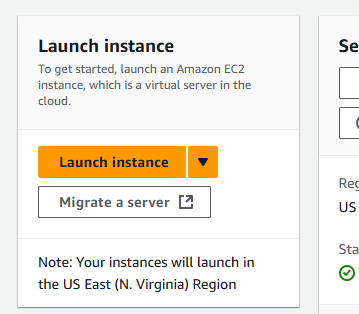 Launch instance
To get started, launch an Amazon EC2
instance, which is a virtual server in the
cloud.
Launch instance
Migrate a server
Note: Your instances will launch in
the US East (N. Virginia) Region
Se
Reg
US
Sta